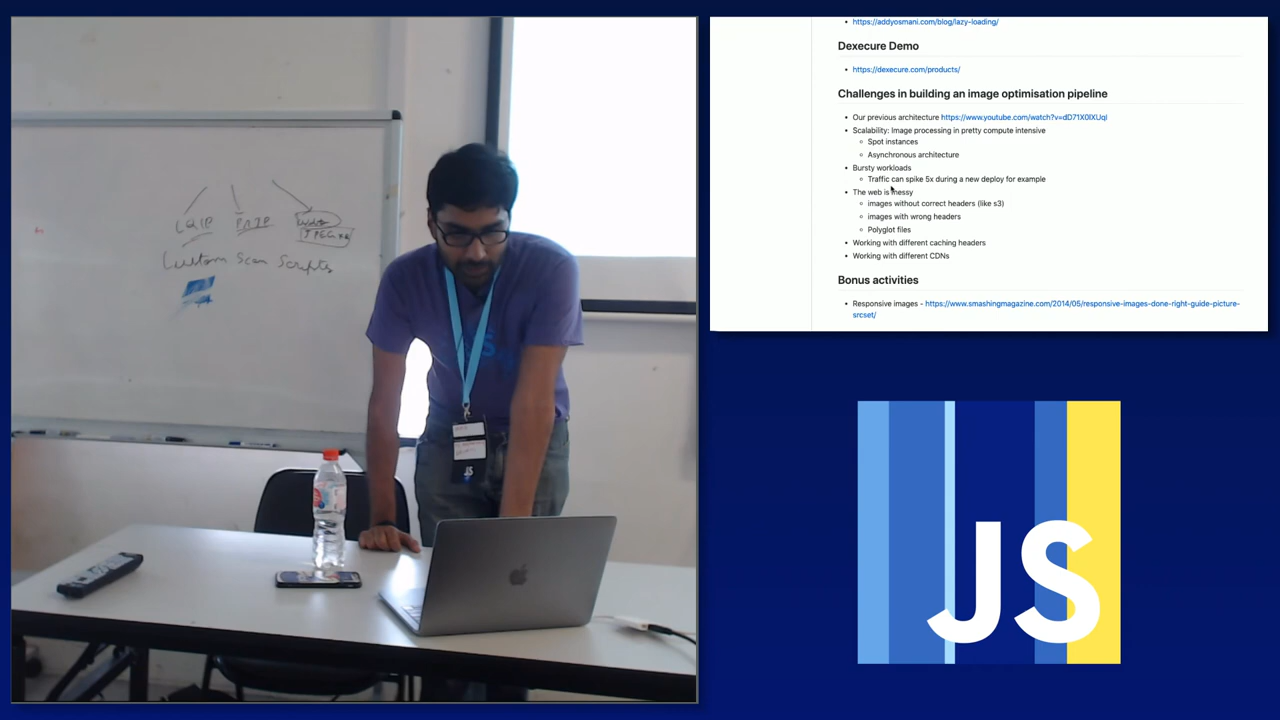 LQIP
Custom Scan Scripts
https://addyosmani.com/blog/lazy-loading/
Dexecure Demo
https://dexecure.com/products/
Challenges in building an image optimisation pipeline
Our previous architecture https://www.youtube.com/watch?v=dD71X0lXUqI
Scalability: Image processing in pretty compute intensive
Spot instances
Asynchronous architecture
Bursty workloads
Traffic can spike 5x during a new deploy for example
The web is messy
images without correct headers (like s3)
images with wrong headers
Polyglot files
Working with different caching headers
Working with different CDNs
Bonus activities
Responsive images - https://www.smashingmagazine.com/2014/05/responsive-images-done-right-guide-picture-
srcset/
JS